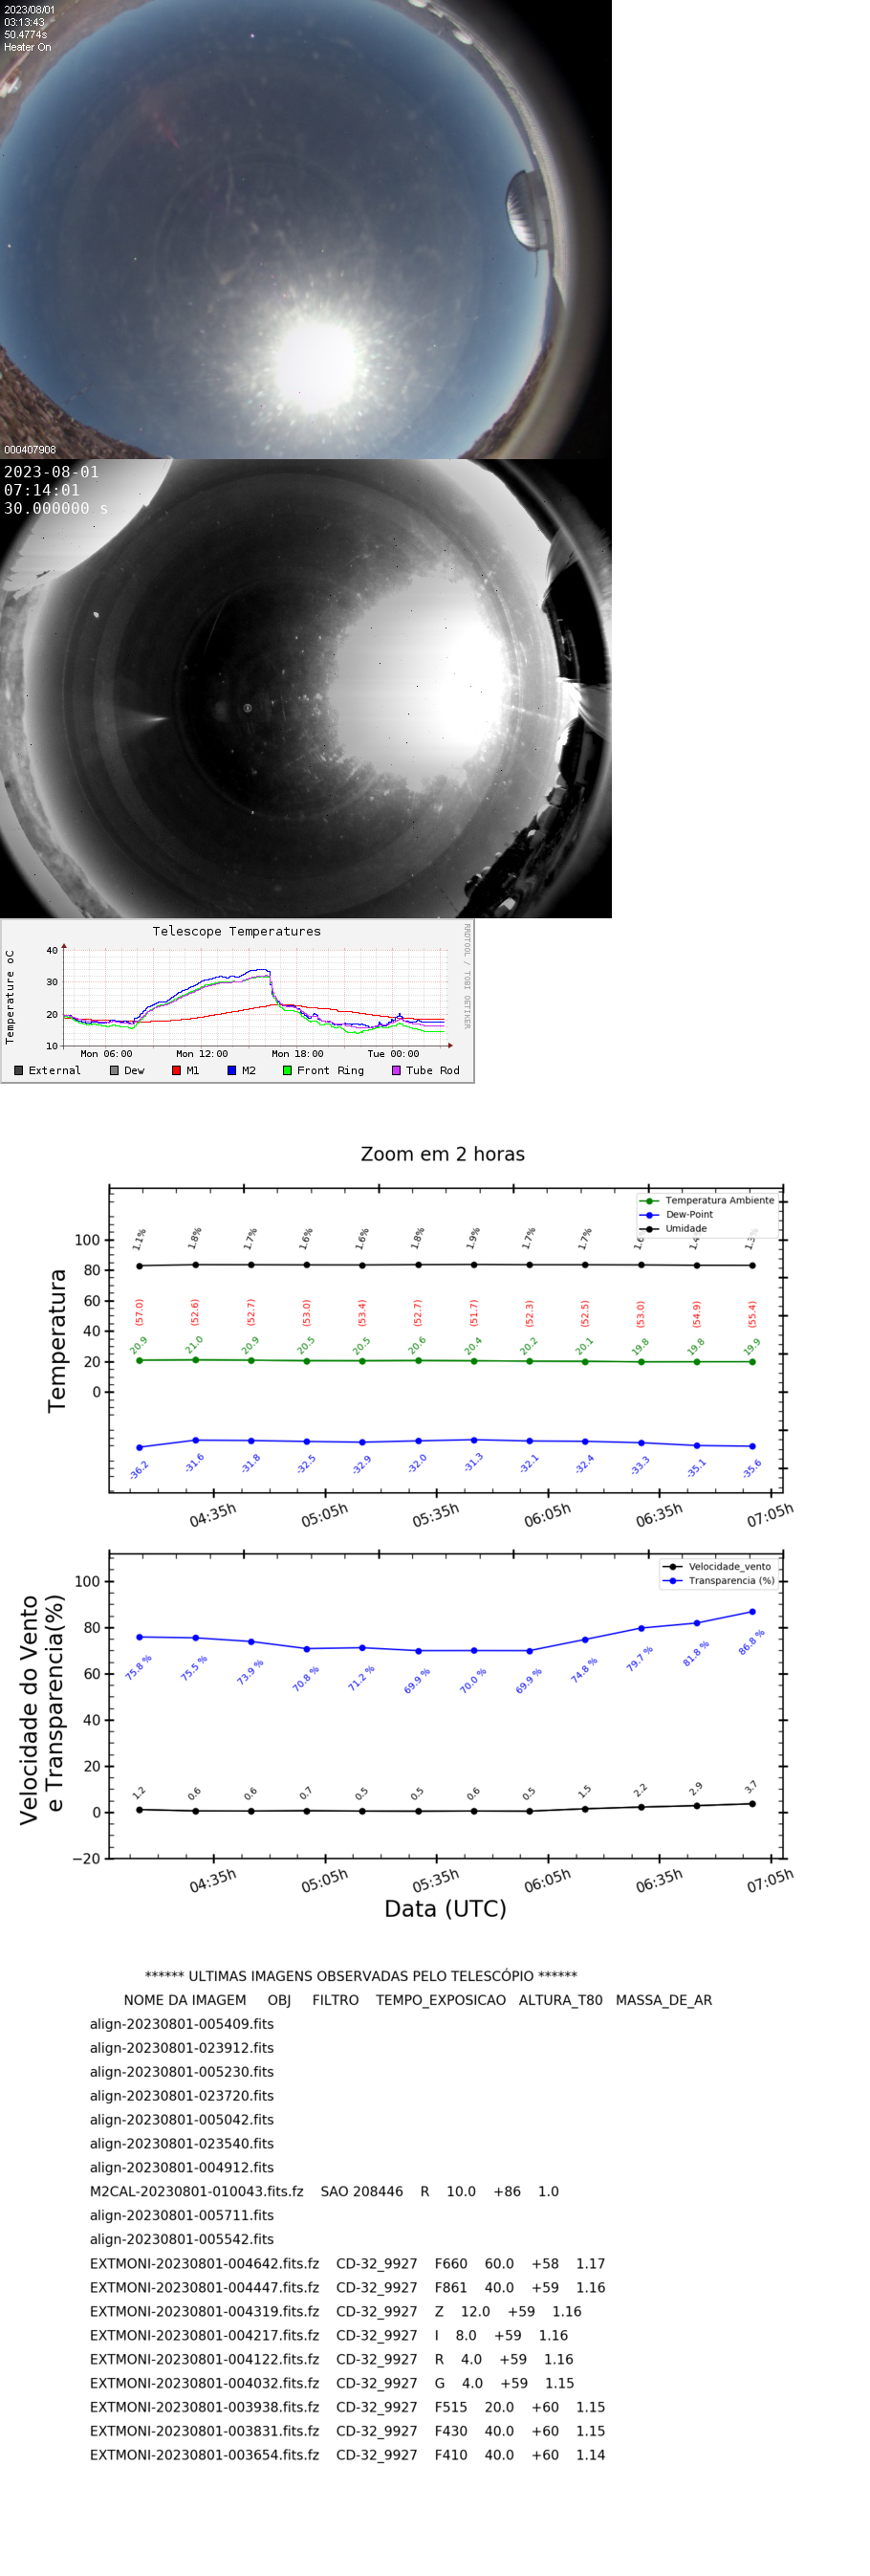 2023/08/01
03:13:43
50.4774s
Heater On
000407908
2023-08-01
07:14:01
30.000000 s
Telescope Temperatures
RRDTOOL / TOBI OETIKER
Temperature oC
40
30
20
10
Mon 06:00 Mon 12:00 Mon 18:00 Tue 00:00
External Dew M1 M2 Front Ring Tube Rod
Zoom em 2 horas
Temperatura Ambiente
Dew-Point
Umidade
Temperatura
100
80
60
40
20
0
1.1% 1.8% 1.7% 1.6% 1.6% 1.8% 1.9% 1.7% 1.7%
(57.0) (52.6) (52.7) (53.0) (53.4) (52.7) (51.7) (52.3) (52.5) (53.0) (54.9) (55.4)
20.9 21.0 20.9 20.5 20.5 20.6 20.4 20.2 20.1 19.8 19.8 19.9
-36.2 -31.6 -31.8 -32.5 -32.9 -32.0 -31.3 -32.1 -32.4 -33.3 -35.1 -35.6
04:35h 05:05h 05:35h 06:05h 06:35h 07:05h
Velocidade_vento
Transparencia (%)
Velocidade do Vento
e Transparencia(%)
100
80
60
40
20
0
−20
75.8 % 75.5 % 73.9 % 70.8 % 71.2 % 69.9 % 70.0 % 69.9 % 74.8 % 79.7 % 81.8 % 86.8 %
1.2 0.6 0.6 0.7 0.5 0.5 0.6 0.5 1.5 2.2 2.9 3.7
04:35h 05:05h 05:35h 06:05h 06:35h 07:05h
Data (UTC)
****** ULTIMAS IMAGENS OBSERVADAS PELO TELESCÓPIO ******
NOME DA IMAGEM OBJ FILTRO TEMPO_EXPOSICAO ALTURA_T80 MASSA_DE_AR
align-20230801-005409.fits
align-20230801-023912.fits
align-20230801-005230.fits
align-20230801-023720.fits
align-20230801-005042.fits
align-20230801-023540.fits
align-20230801-004912.fits
M2CAL-20230801-010043.fits.fz SAO 208446 R 10.0 +86 1.0
align-20230801-005711.fits
align-20230801-005542.fits
EXTMONI-20230801-004642.fits.fz CD-32_9927 F660 60.0 +58 1.17
EXTMONI-20230801-004447.fits.fz CD-32_9927 F861 40.0 +59 1.16
EXTMONI-20230801-004319.fits.fz CD-32_9927 Z 12.0 +59 1.16
EXTMONI-20230801-004217.fits.fz CD-32_9927 I 8.0 +59 1.16
EXTMONI-20230801-004122.fits.fz CD-32_9927 R 4.0 +59 1.16
EXTMONI-20230801-004032.fits.fz CD-32_9927 G 4.0 +59 1.15
EXTMONI-20230801-003938.fits.fz CD-32_9927 F515 20.0 +60 1.15
EXTMONI-20230801-003831.fits.fz CD-32_9927 F430 40.0 +60 1.15
EXTMONI-20230801-003654.fits.fz CD-32_9927 F410 40.0 +60 1.14